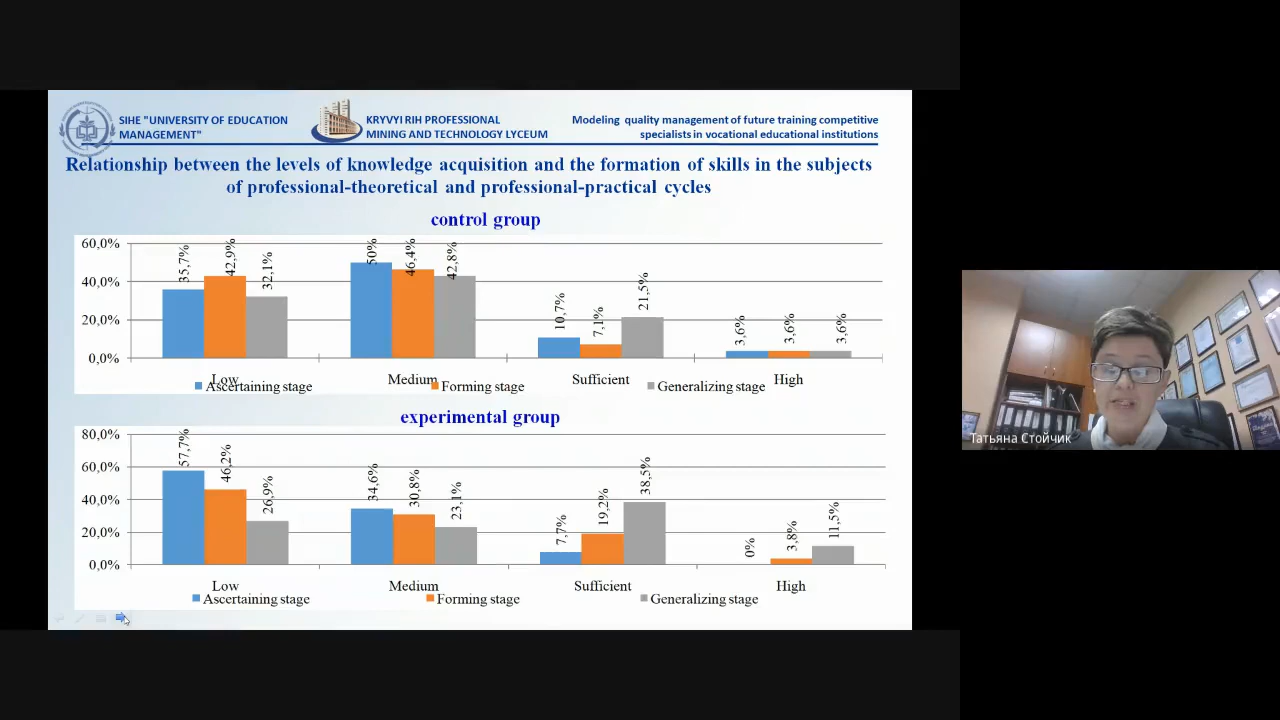 SIHE "UNIVERSITY OF EDUCATION
MANAGEMENT"
KRYVYI RIH PROFESSIONAL
MINING AND TECHNOLOGY LYCEUM
Modeling quality management of future training competitive
specialists in vocational educational institutions
Relationship between the levels of knowledge acquisition and the formation of skills in the subjects
of professional-theoretical and professional-practical cycles
control group
60,0%
40,0%
20,0%
0,0%
35,7%
42,9%
32,1%
50%
46,4%
42,8%
10,7%
7,1%
21,5%
3,6%
3,6%
3,6%
Low
Medium
Sufficient
High
Ascertaining stage
Forming stage
Generalizing stage
experimental group
80,0%
60,0%
40,0%
20,0%
0,0%
57,7%
46,2%
26,9%
34,6%
30,8%
23,1%
7,7%
19,2%
38,5%
0%
3,8%
11,5%
Low
Medium
Sufficient
High
Ascertaining stage
Forming stage
Generalizing stage
Татьяна Стойчик